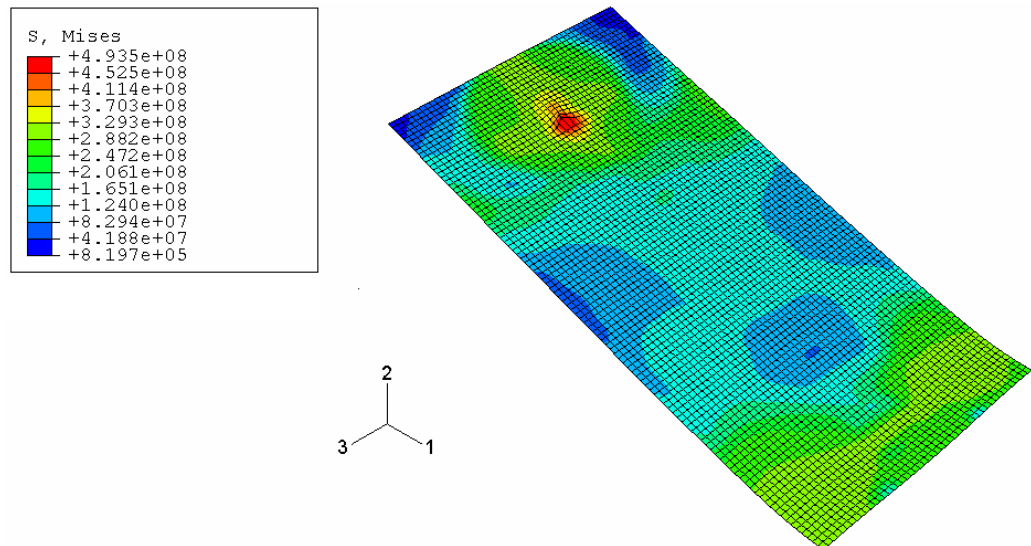 S, Mises
+4.935e+08
+4.525e+08
+4.114e+08
+3.703e+08
+3.293e+08
+2.882e+08
+2.472e+08
+2.061e+08
+1.651e+08
+1.240e+08
+8.294e+07
+4.188e+07
+8.197e+05
2
3
1